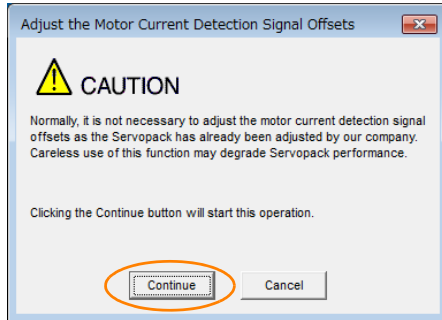 Adjust the Motor Current Detection Signal Offsets
CAUTION
Normally, it is not necessary to adjust the motor current detection signal
offsets as the Servopack has already been adjusted by our company.
Careless use of this function may degrade Servopack performance.
Clicking the Continue button will start this operation.
Continue
Cancel